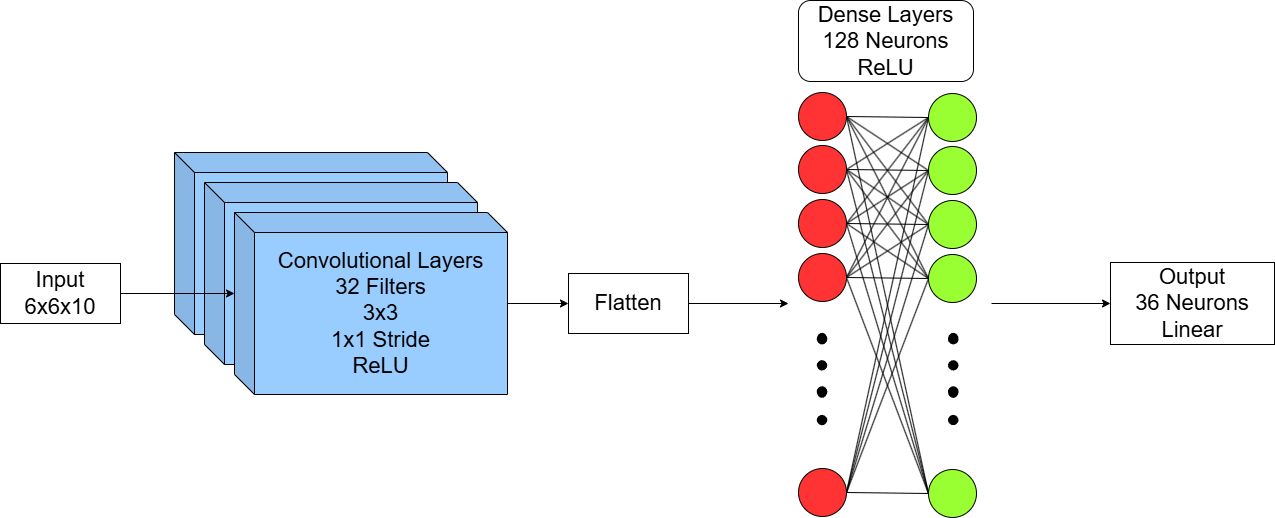 Input
6x6x10
Convolutional Layers
32 Filters
3x3
1x1 Stride
ReLU
Flatten
Dense Layers
128 Neurons
ReLU
Output
36 Neurons
Linear